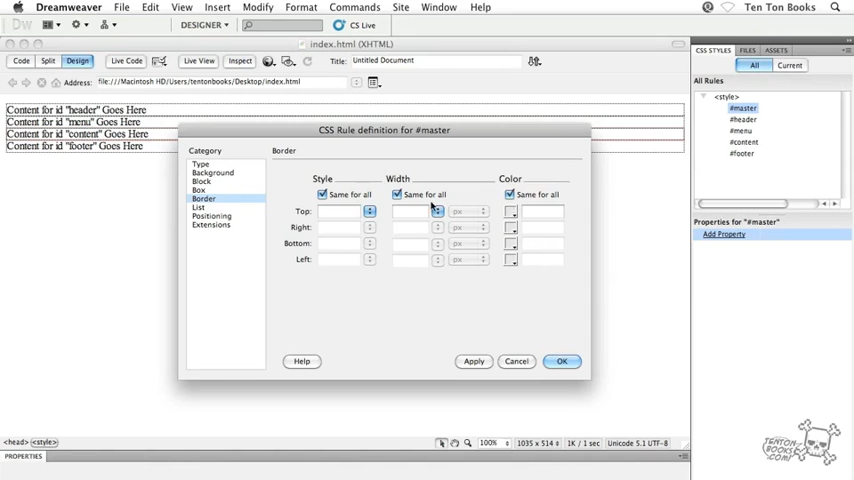 Dreamweaver File Edit View Insert Modify Format Commands Site Window Help Ten Ton Books
Dw DESIGNER CS Live
index.html (XHTML)
Code Split Design Live Code Live View Inspect Title: Untitled Document
Address: file:///Macintosh HD/Users/tentonbooks/Desktop/index.html
Content for id "header" Goes Here
Content for id "menu" Goes Here
Content for id "content" Goes Here
Content for id "footer" Goes Here
CSS Rule definition for #master
Category
Type
Background
Block
Box
Border
List
Positioning
Extensions
Border
Style Width Color
Same for all Same for all Same for all
Top: px
Right: px
Bottom: px
Left: px
Help Apply Cancel OK
CSS STYLES FILES ASSETS
All Current
All Rules
<style>
#master
#header
#menu
#content
#footer
Properties for "#master"
Add Property
<head> <style> 100% 1035 x 514 1K / 1 sec Unicode 5.1 UTF-8
PROPERTIES
TENTON-
BOOKS.COM!